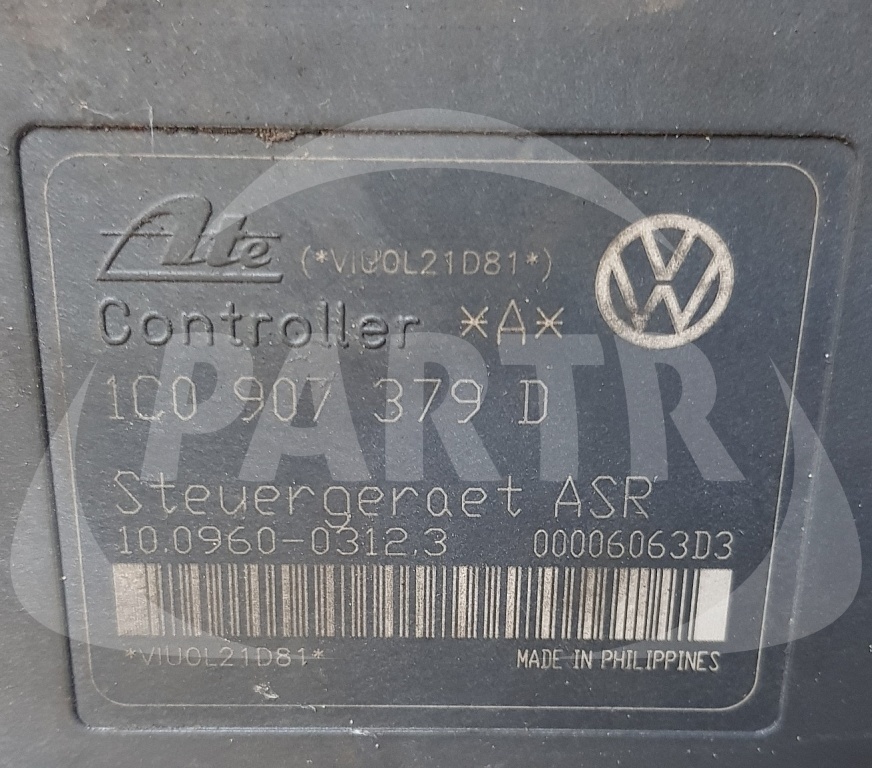 Ate (*VIU0L21D81*)
Controller *A*
1C0 907 379 D
PARTR
Steuergeraet ASR
10.0960-0312.3 00006063D3
*VIU0L21D81* MADE IN PHILIPPINES